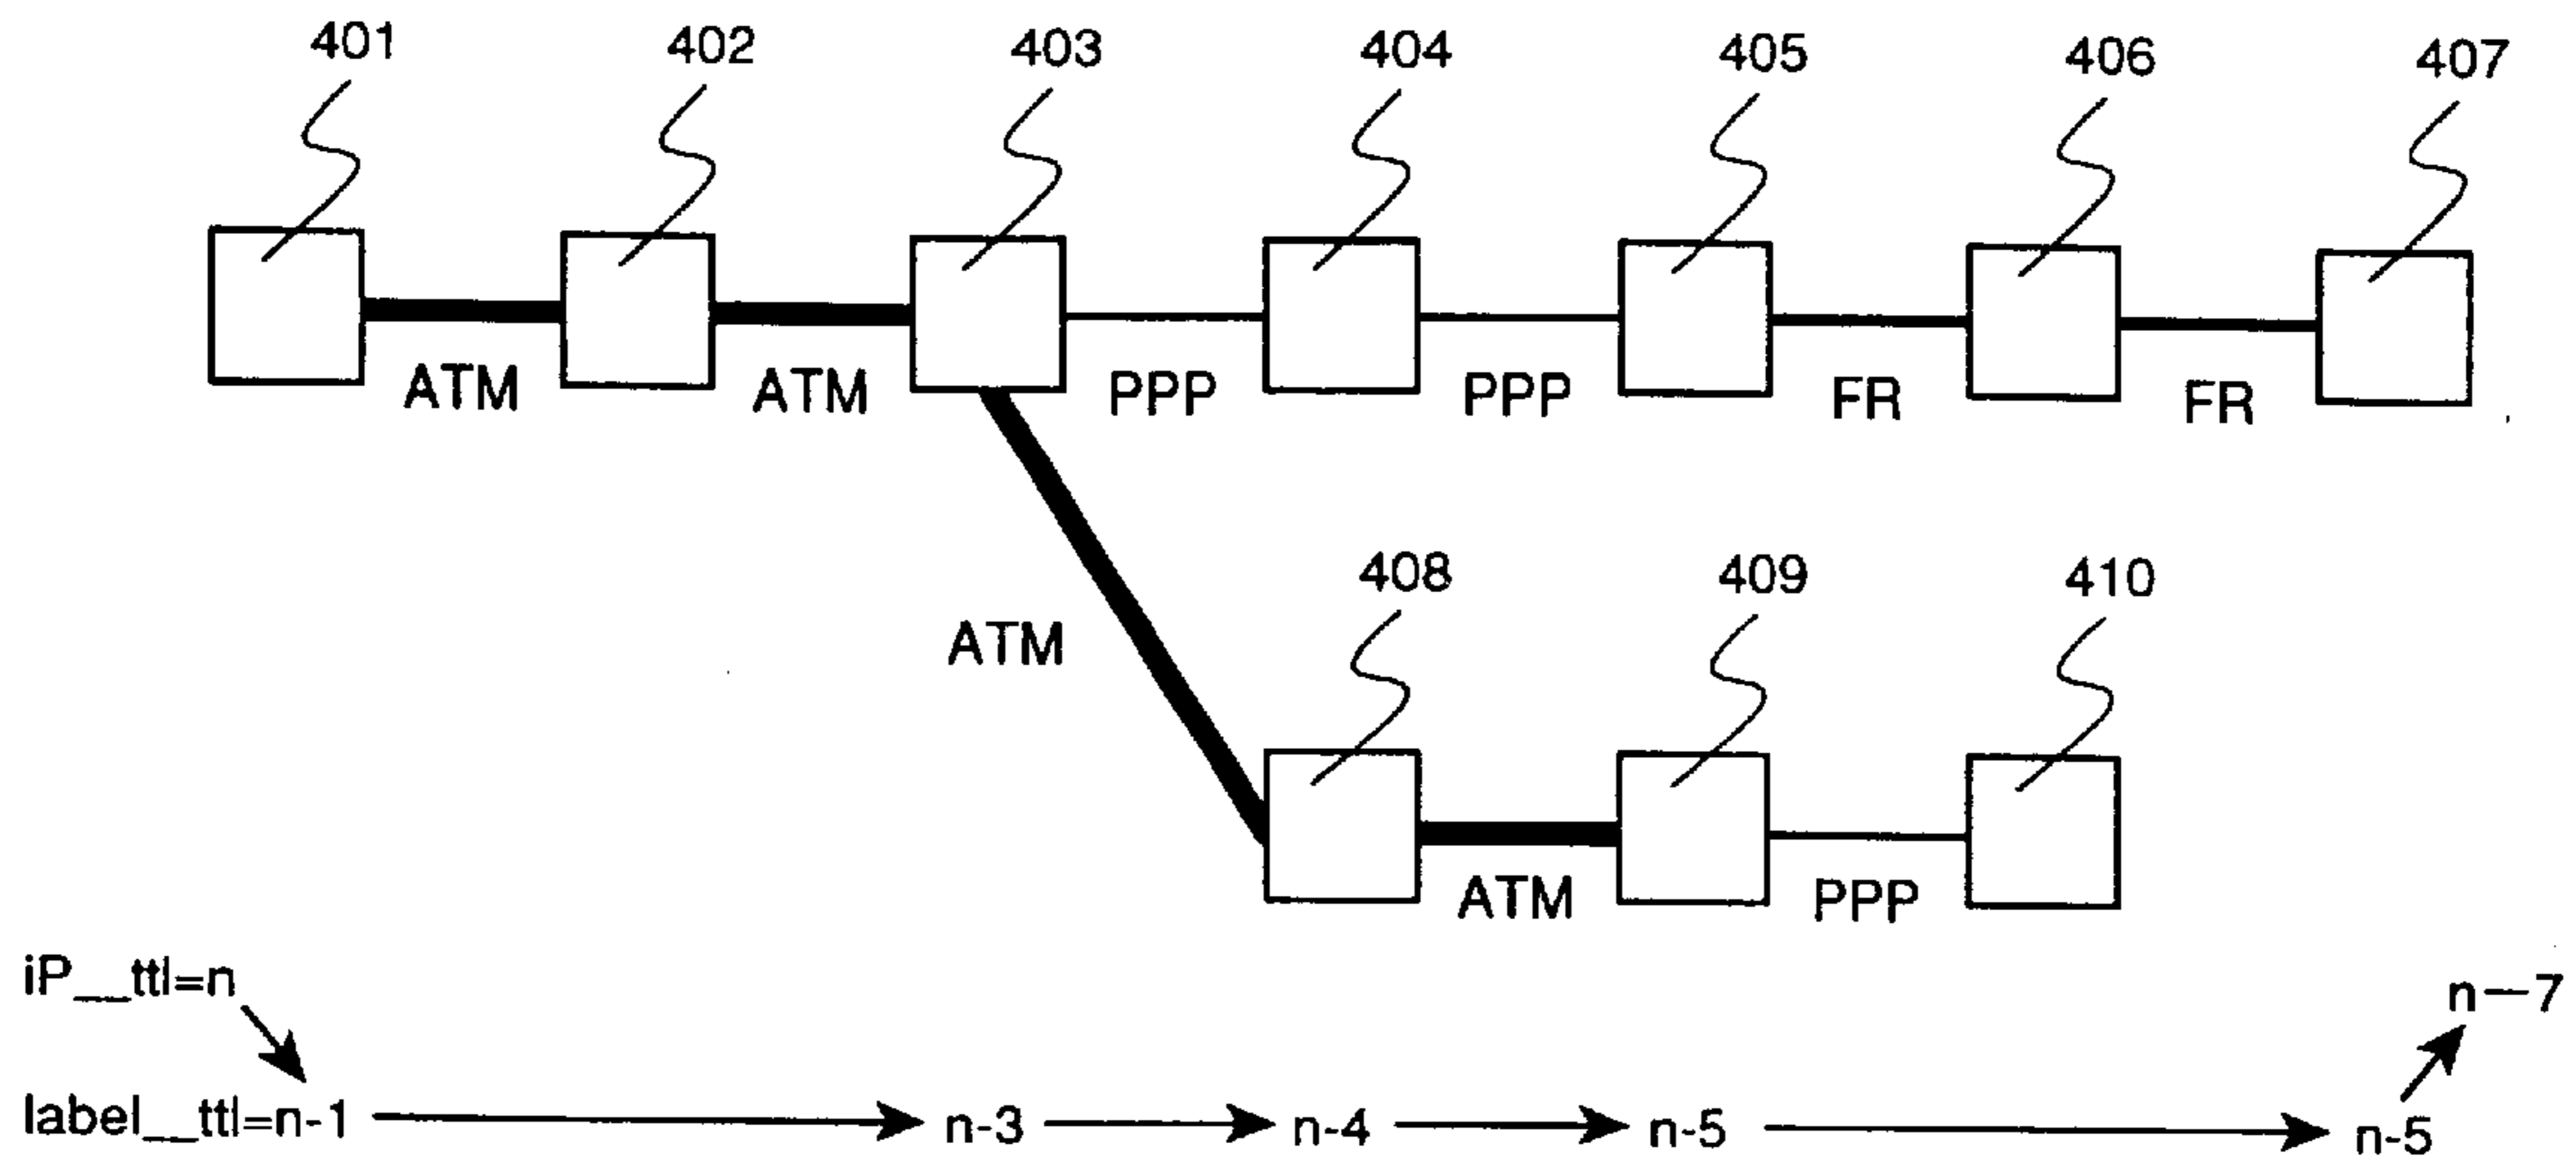 401 402 403 404 405 406 407
ATM ATM PPP PPP FR FR
408 409 410
ATM
ATM PPP
iP__ttl=n n—7
label__ttl=n-1 n-3 n-4 n-5 n-5